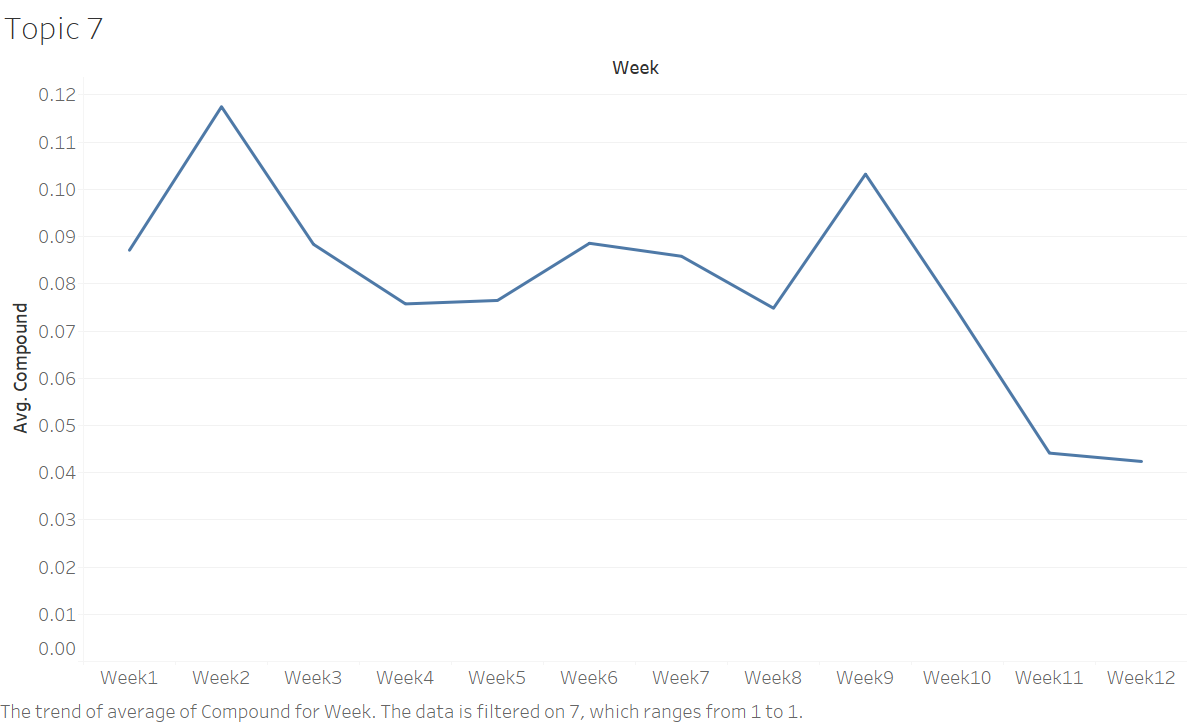 Topic 7
Week
0.12
0.11
0.10
0.09
0.08
0.07
0.06
0.05
0.04
0.03
0.02
0.01
0.00
Avg. Compound
Week1 Week2 Week3 Week4 Week5 Week6 Week7 Week8 Week9 Week10 Week11 Week12
The trend of average of Compound for Week. The data is filtered on 7, which ranges from 1 to 1.